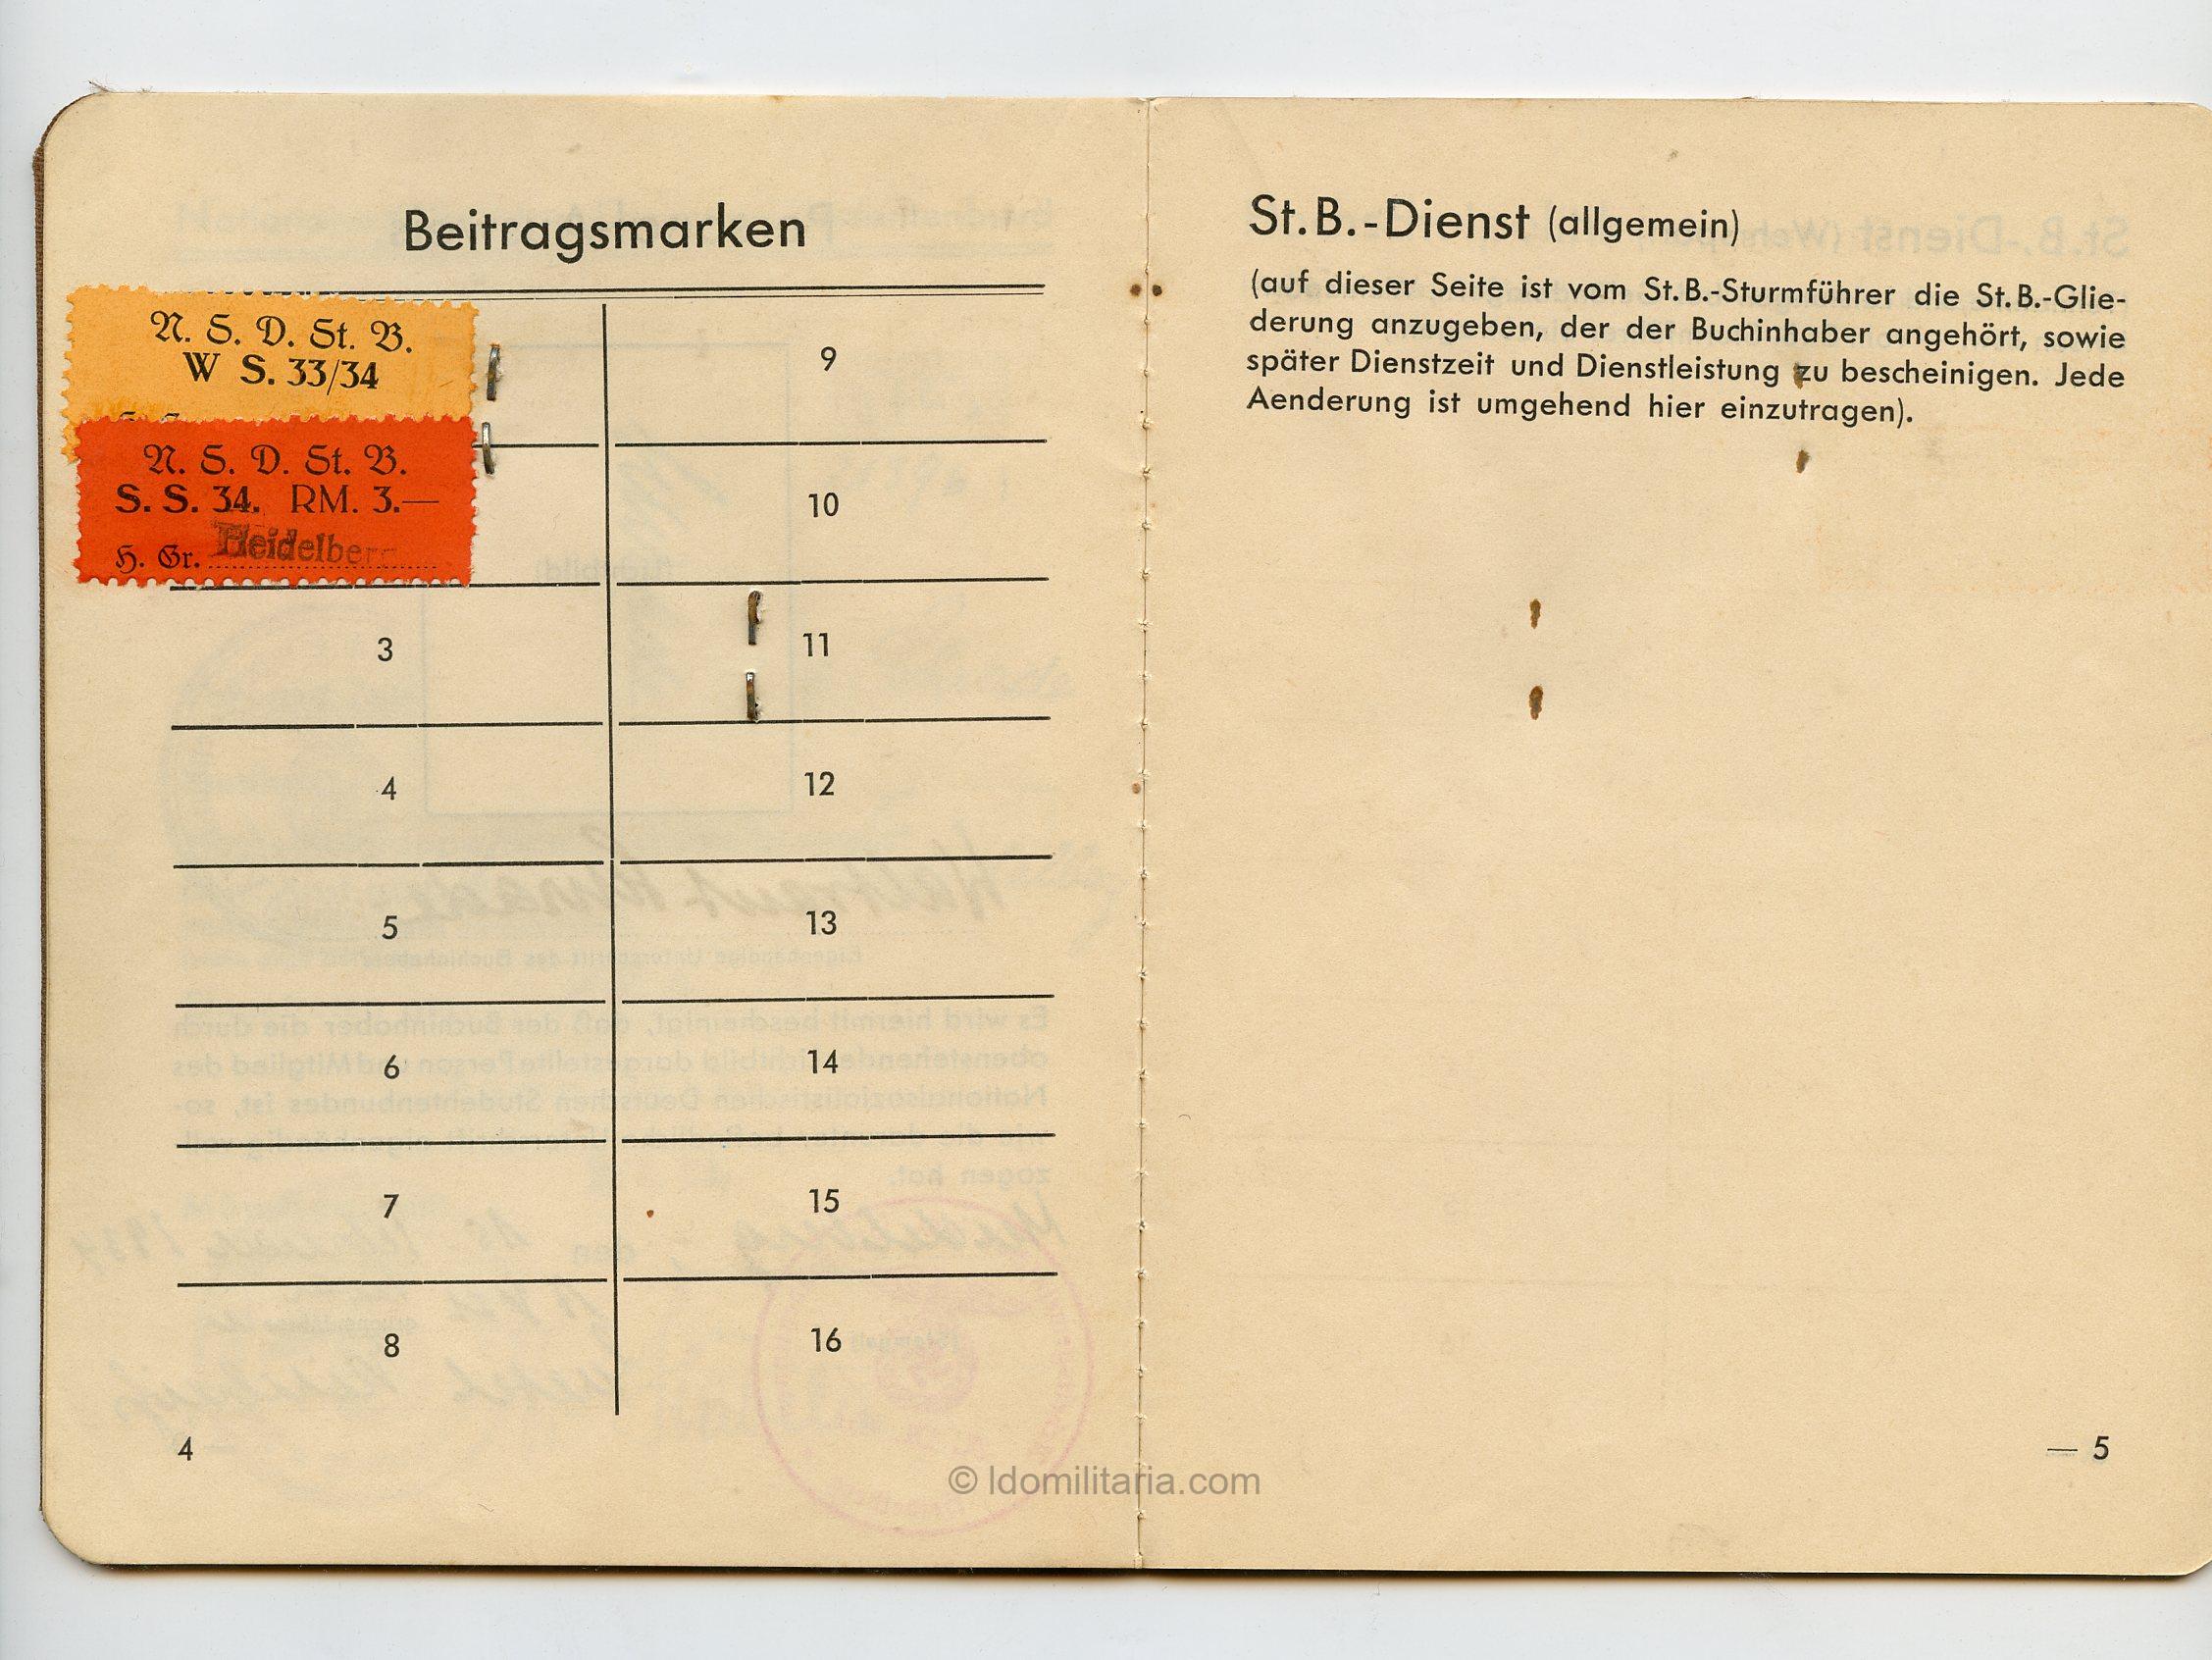 Beitragsmarken
N. S. D. St. B.
W S. 33/34
N. S. D. St. B.
S. S. 34. RM. 3.—
H. Gr. Heidelberg
3
4
5
6
7
8
9
10
11
12
13
14
15
16
4
St. B.-Dienst (allgemein)
(auf dieser Seite ist vom St. B.-Sturmführer die St. B.-Glie-
derung anzugeben, der der Buchinhaber angehört, sowie
später Dienstzeit und Dienstleistung zu bescheinigen. Jede
Aenderung ist umgehend hier einzutragen).
— 5
© ldomilitaria.com